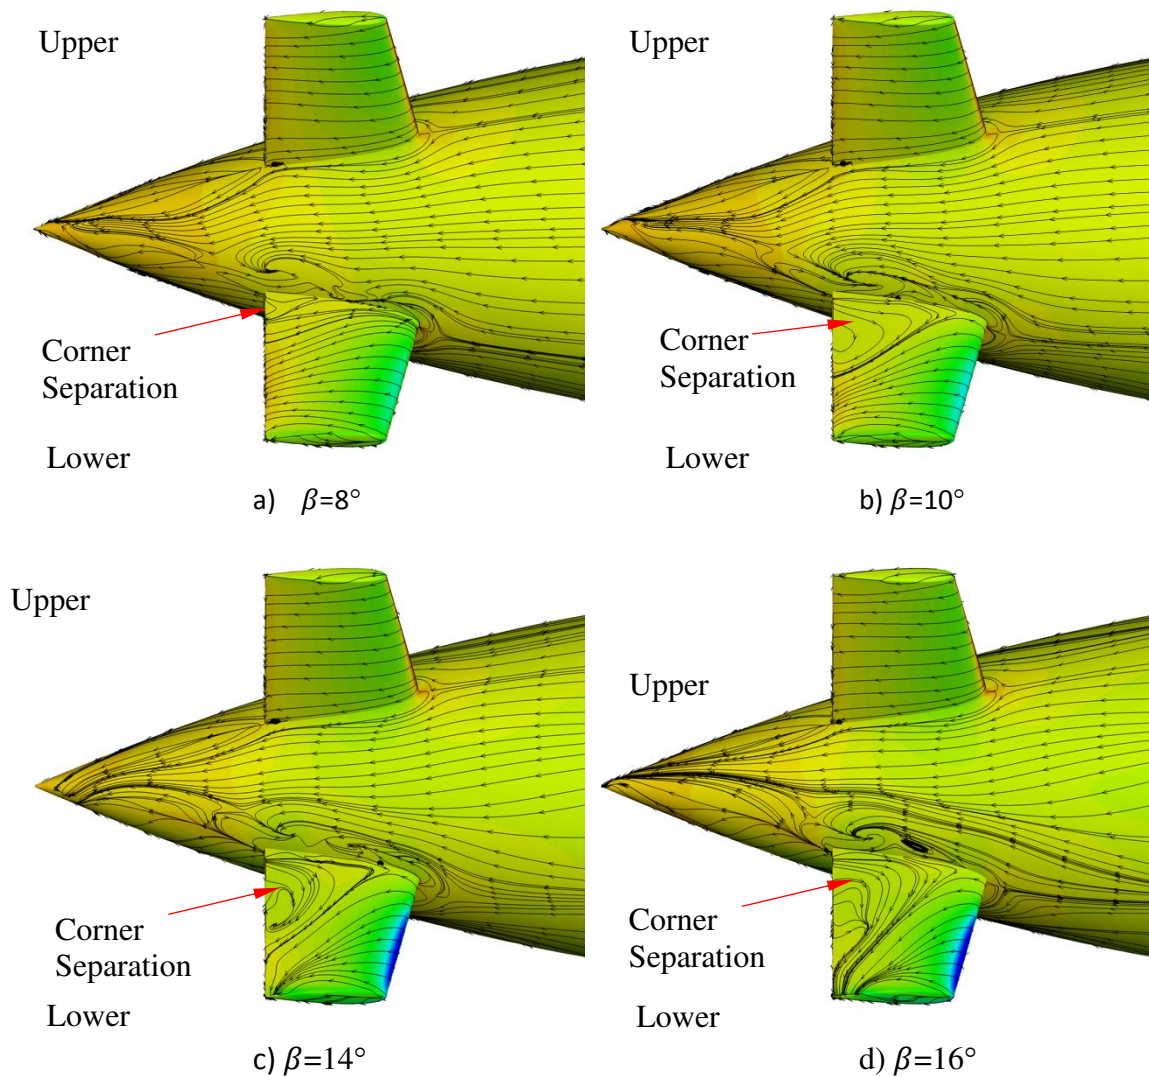 Upper
Corner
Separation
Lower
a) 𝛽=8°
Upper
Corner
Separation
Lower
b) 𝛽=10°
Upper
Corner
Separation
Lower
c) 𝛽=14°
Upper
Corner
Separation
Lower
d) 𝛽=16°